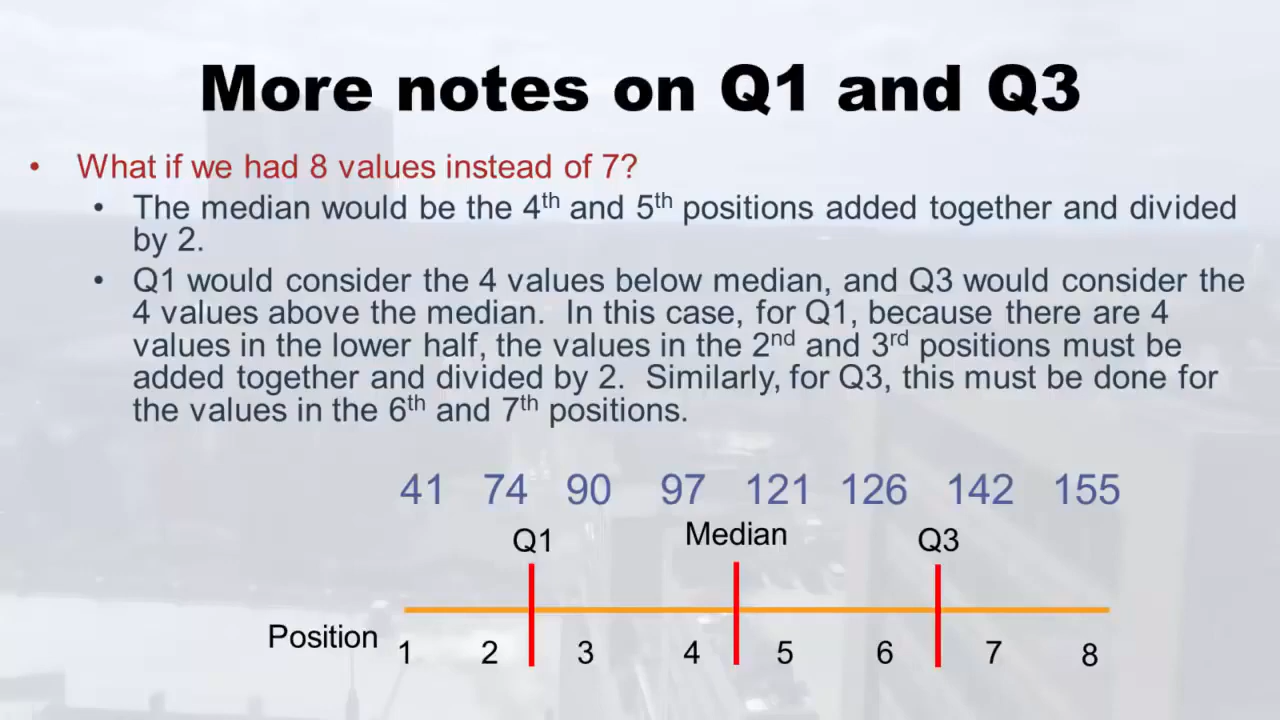 More notes on Q1 and Q3
• What if we had 8 values instead of 7?
• The median would be the 4th and 5th positions added together and divided
by 2.
• Q1 would consider the 4 values below median, and Q3 would consider the
4 values above the median.  In this case, for Q1, because there are 4
values in the lower half, the values in the 2nd and 3rd positions must be
added together and divided by 2.  Similarly, for Q3, this must be done for
the values in the 6th and 7th positions.
41 74 90 97 121 126 142 155
Q1 Median Q3
Position 1 2 3 4 5 6 7 8